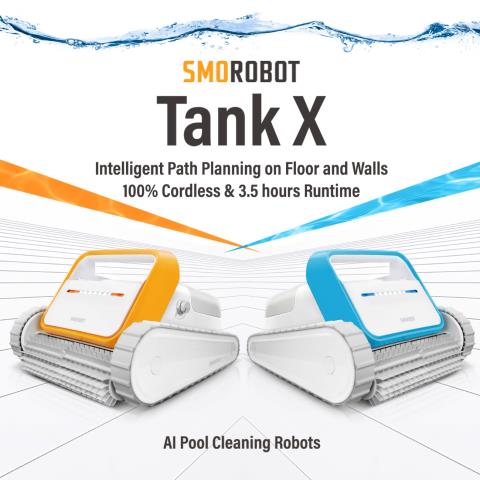 SMOROBOT
Tank X
Intelligent Path Planning on Floor and Walls
100% Cordless & 3.5 hours Runtime
AI Pool Cleaning Robots